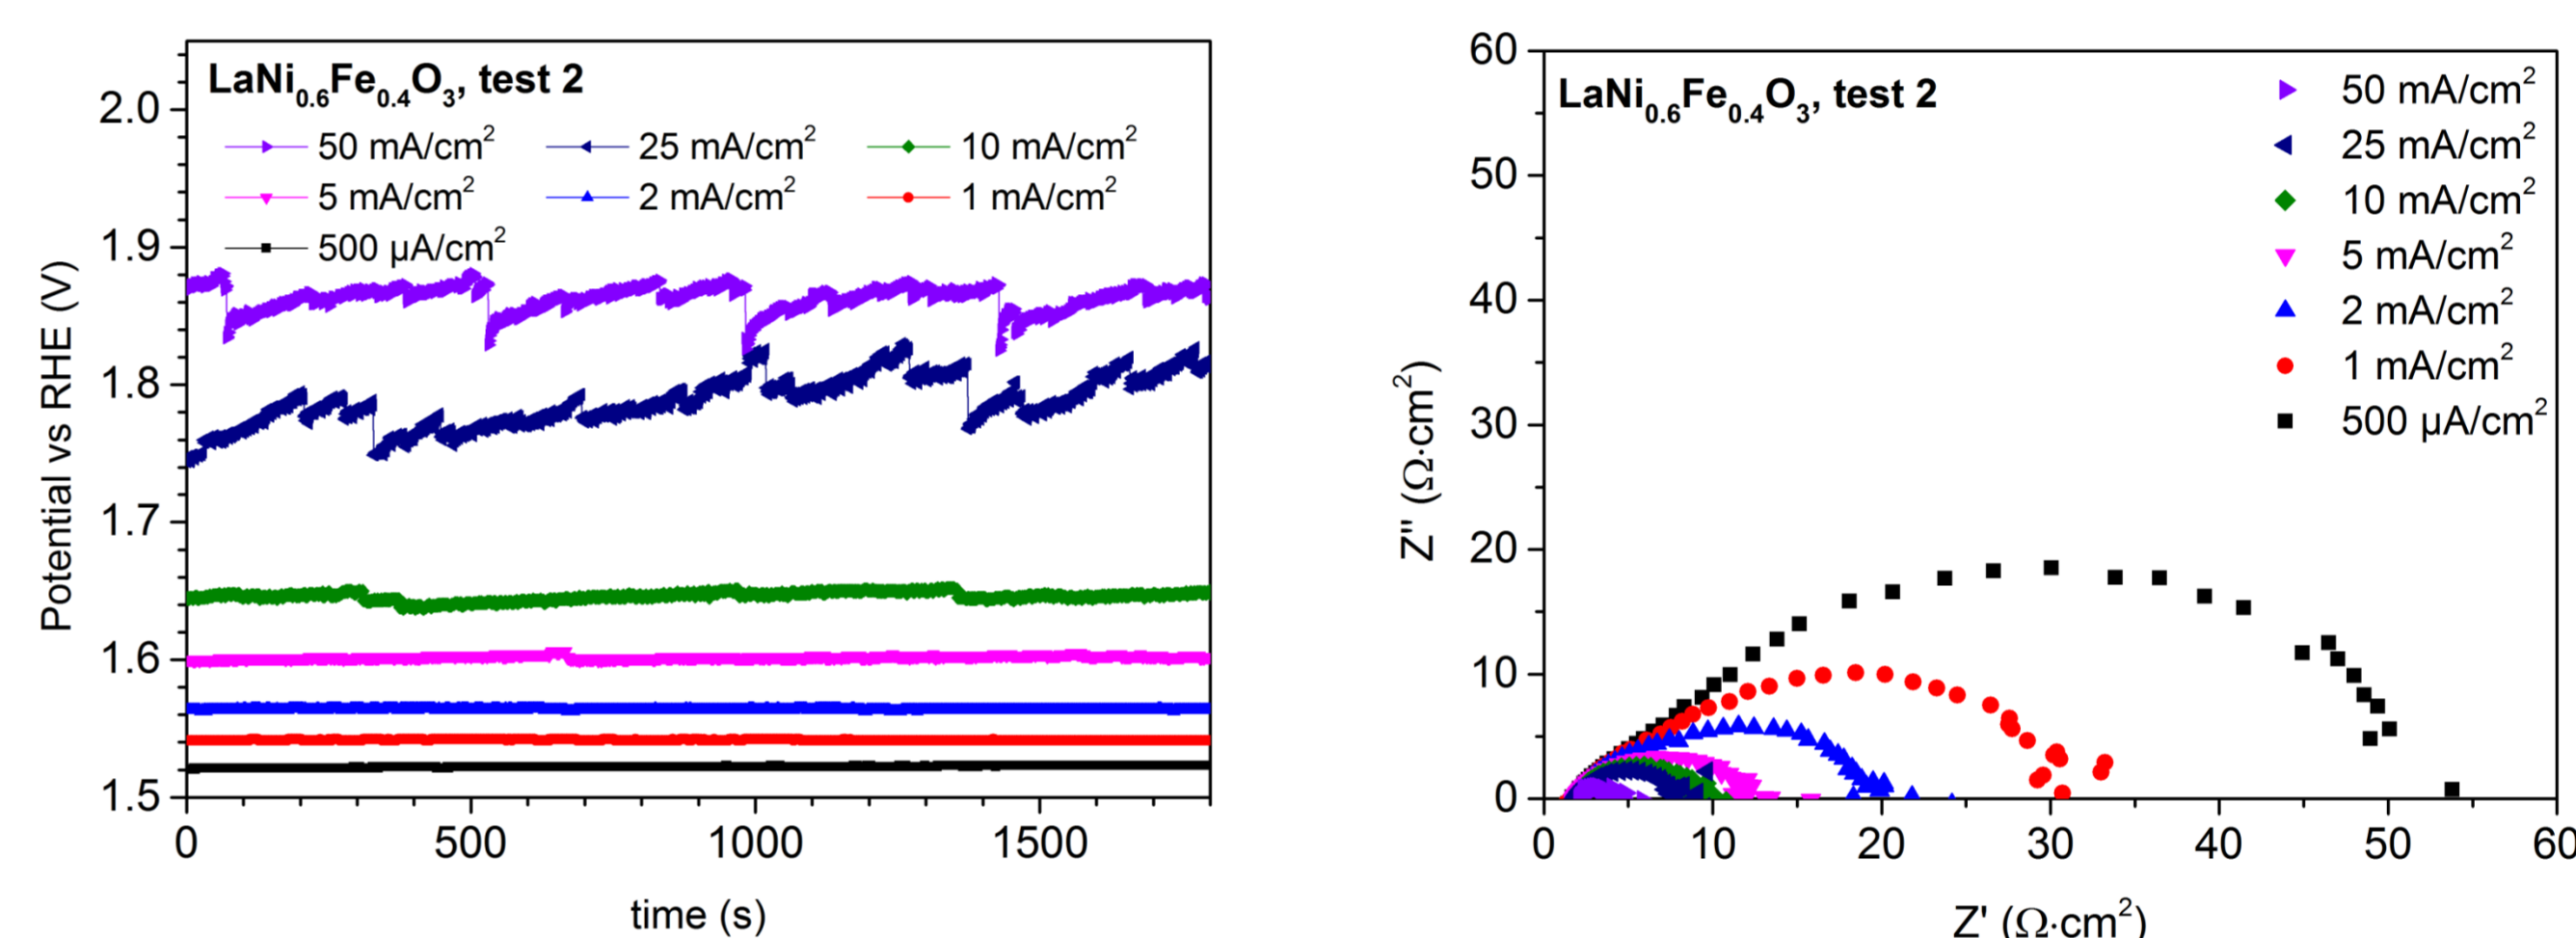 LaNi0.6Fe0.4O3, test 2
50 mA/cm2 25 mA/cm2 10 mA/cm2
5 mA/cm2 2 mA/cm2 1 mA/cm2
500 µA/cm2
Potential vs RHE (V)
2.0
1.9
1.8
1.7
1.6
1.5
0 500 1000 1500
time (s)
LaNi0.6Fe0.4O3, test 2
50 mA/cm2
25 mA/cm2
10 mA/cm2
5 mA/cm2
2 mA/cm2
1 mA/cm2
500 µA/cm2
Z'' (Ω·cm2)
60
50
40
30
20
10
0
0 10 20 30 40 50 60
Z' (Ω·cm2)